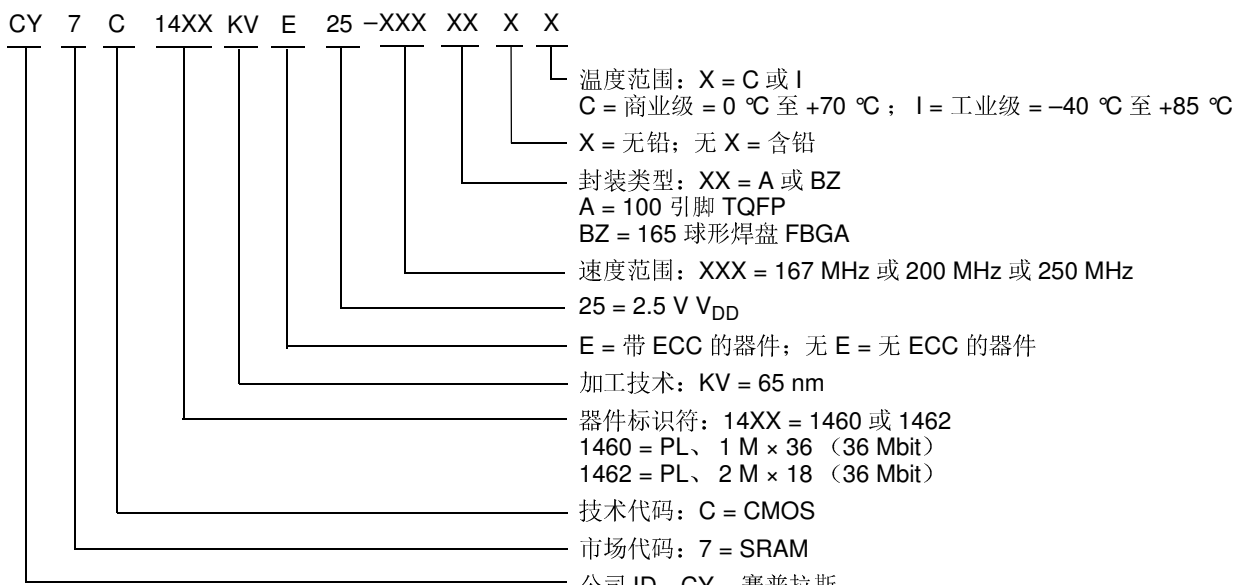 CY 7 C 14XX KV E 25 –XXX XX X X
温度范围：X = C 或 I
C = 商业级 = 0 ℃ 至 +70 ℃； I = 工业级 = –40 ℃ 至 +85 ℃
X = 无铅；无 X = 含铅
封装类型：XX = A 或 BZ
A = 100 引脚 TQFP
BZ = 165 球形焊盘 FBGA
速度范围：XXX = 167 MHz 或 200 MHz 或 250 MHz
25 = 2.5 V VDD
E = 带 ECC 的器件；无 E = 无 ECC 的器件
加工技术：KV = 65 nm
器件标识符：14XX = 1460 或 1462
1460 = PL、 1 M × 36 （36 Mbit）
1462 = PL、 2 M × 18 （36 Mbit）
技术代码：C = CMOS
市场代码：7 = SRAM
公司 ID：CY = 赛普拉斯